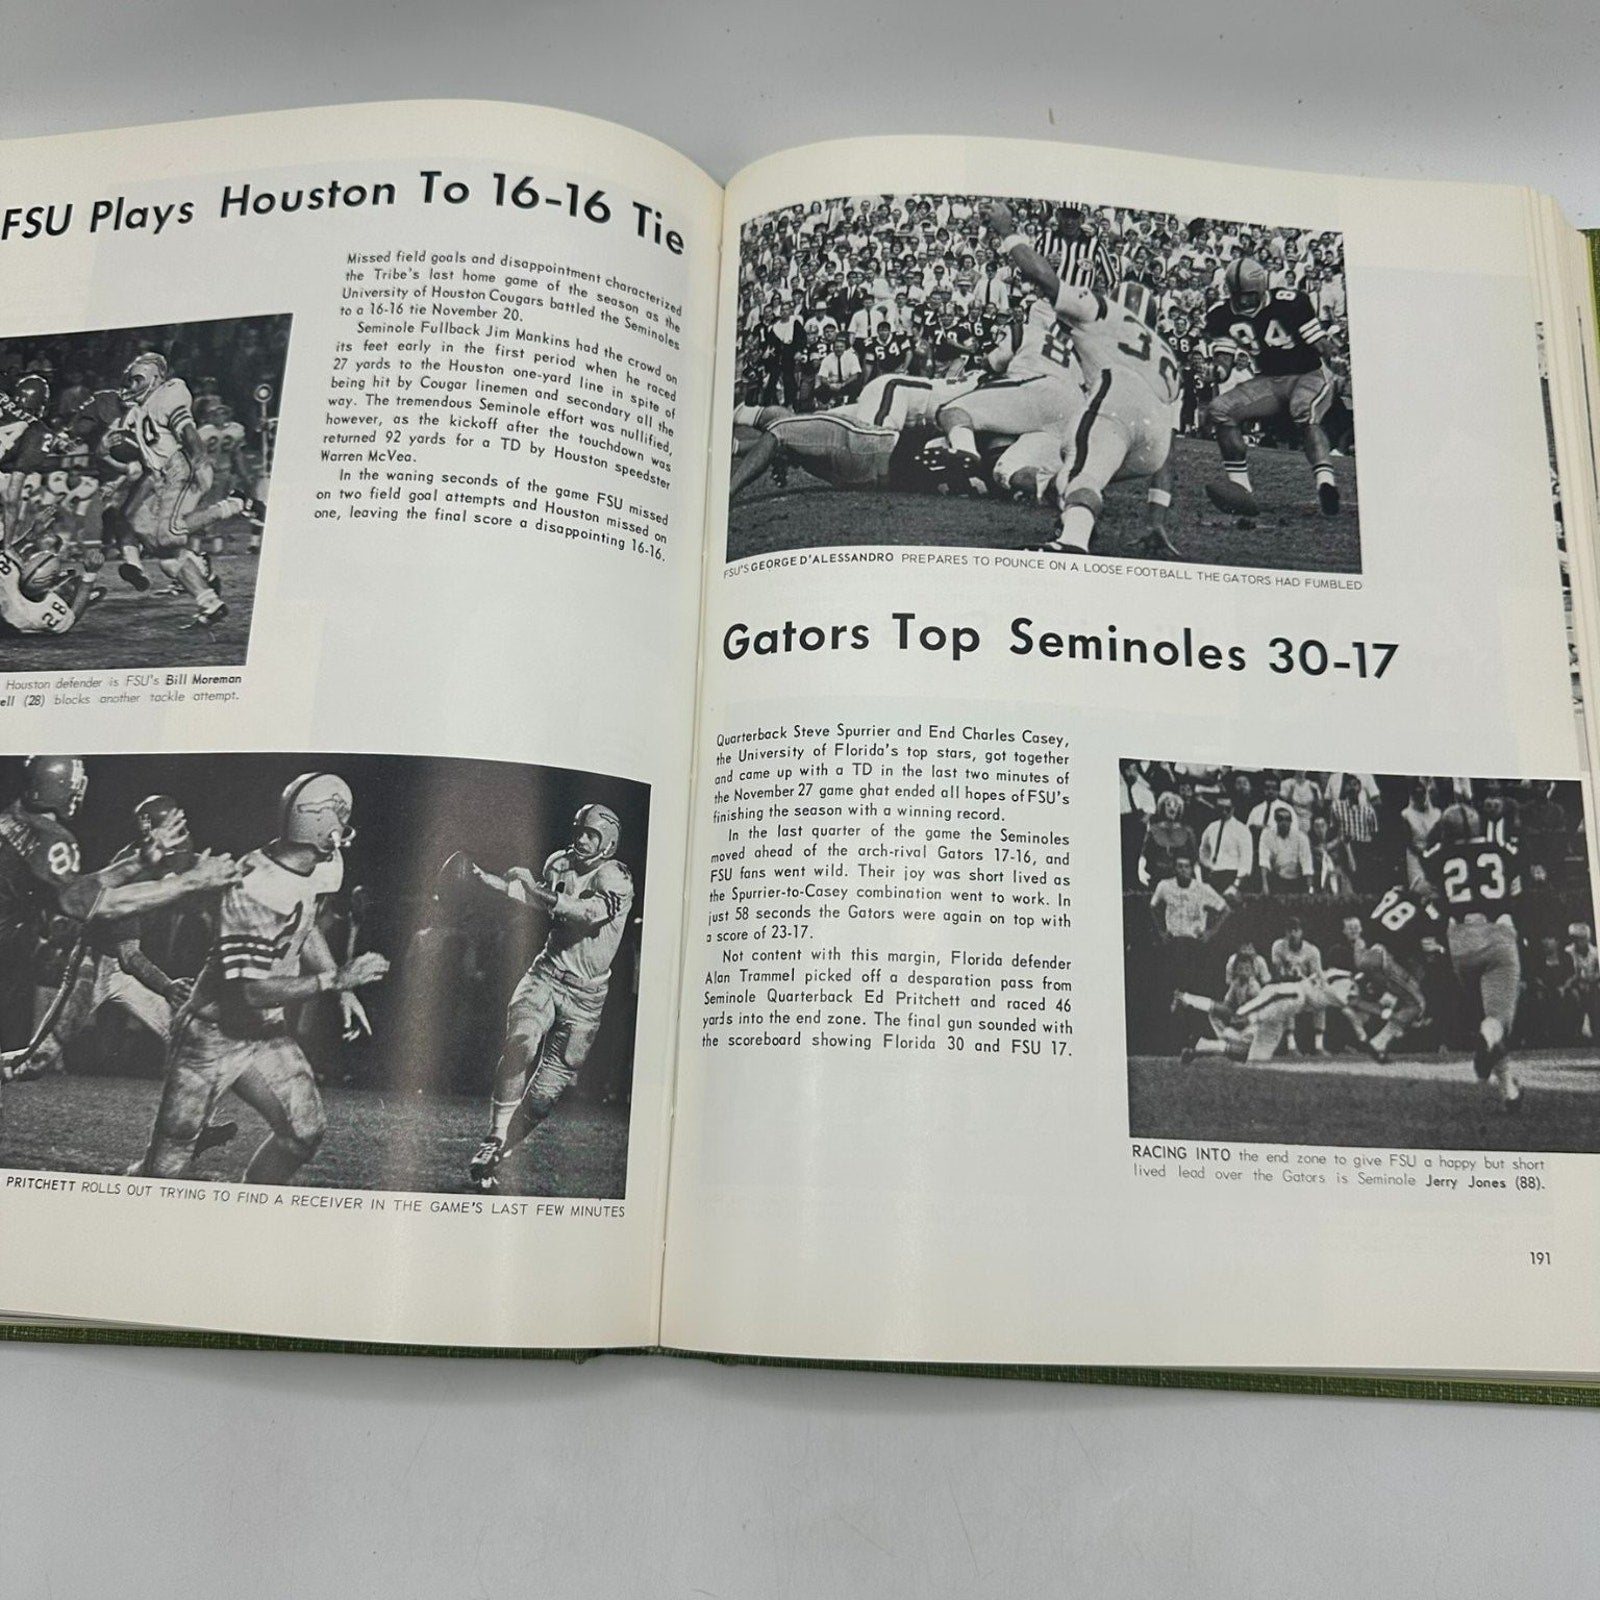 FSU Plays Houston To 16-16 Tie
Missed field goals and disappointment characterized
the Tribe's last home game of the season as the
University of Houston Cougars battled the Seminoles
to a 16-16 tie November 20.
Seminole Fullback Jim Mankins had the crowd on
its feet early in the first period when he raced
27 yards to the Houston one-yard line in spite of
being hit by Cougar linemen and secondary all the
way. The tremendous Seminole effort was nullified,
however, as the kickoff after the touchdown was
returned 92 yards for a TD by Houston speedster
Warren McVea.
In the waning seconds of the game FSU missed
on two field goal attempts and Houston missed on
one, leaving the final score a disappointing 16-16.
28
Houston defender is FSU's Bill Moreman
ell (28) blocks another tackle attempt.
PRITCHETT ROLLS OUT TRYING TO FIND A RECEIVER IN THE GAME'S LAST FEW MINUTES
84
FSU'S GEORGE D'ALESSANDRO PREPARES TO POUNCE ON A LOOSE FOOTBALL THE GATORS HAD FUMBLED
Gators Top Seminoles 30-17
Quarterback Steve Spurrier and End Charles Casey,
the University of Florida's top stars, got together
and came up with a TD in the last two minutes of
the November 27 game ghat ended all hopes of FSU's
finishing the season with a winning record.
In the last quarter of the game the Seminoles
moved ahead of the arch-rival Gators 17-16, and
FSU fans went wild. Their joy was short lived as
the Spurrier-to-Casey combination went to work. In
just 58 seconds the Gators were again on top with
a score of 23-17.
Not content with this margin, Florida defender
Alan Trammel picked off a desparation pass from
Seminole Quarterback Ed Pritchett and raced 46
yards into the end zone. The final gun sounded with
the scoreboard showing Florida 30 and FSU 17.
23
RACING INTO the end zone to give FSU a happy but short
lived lead over the Gators is Seminole Jerry Jones (88).
191